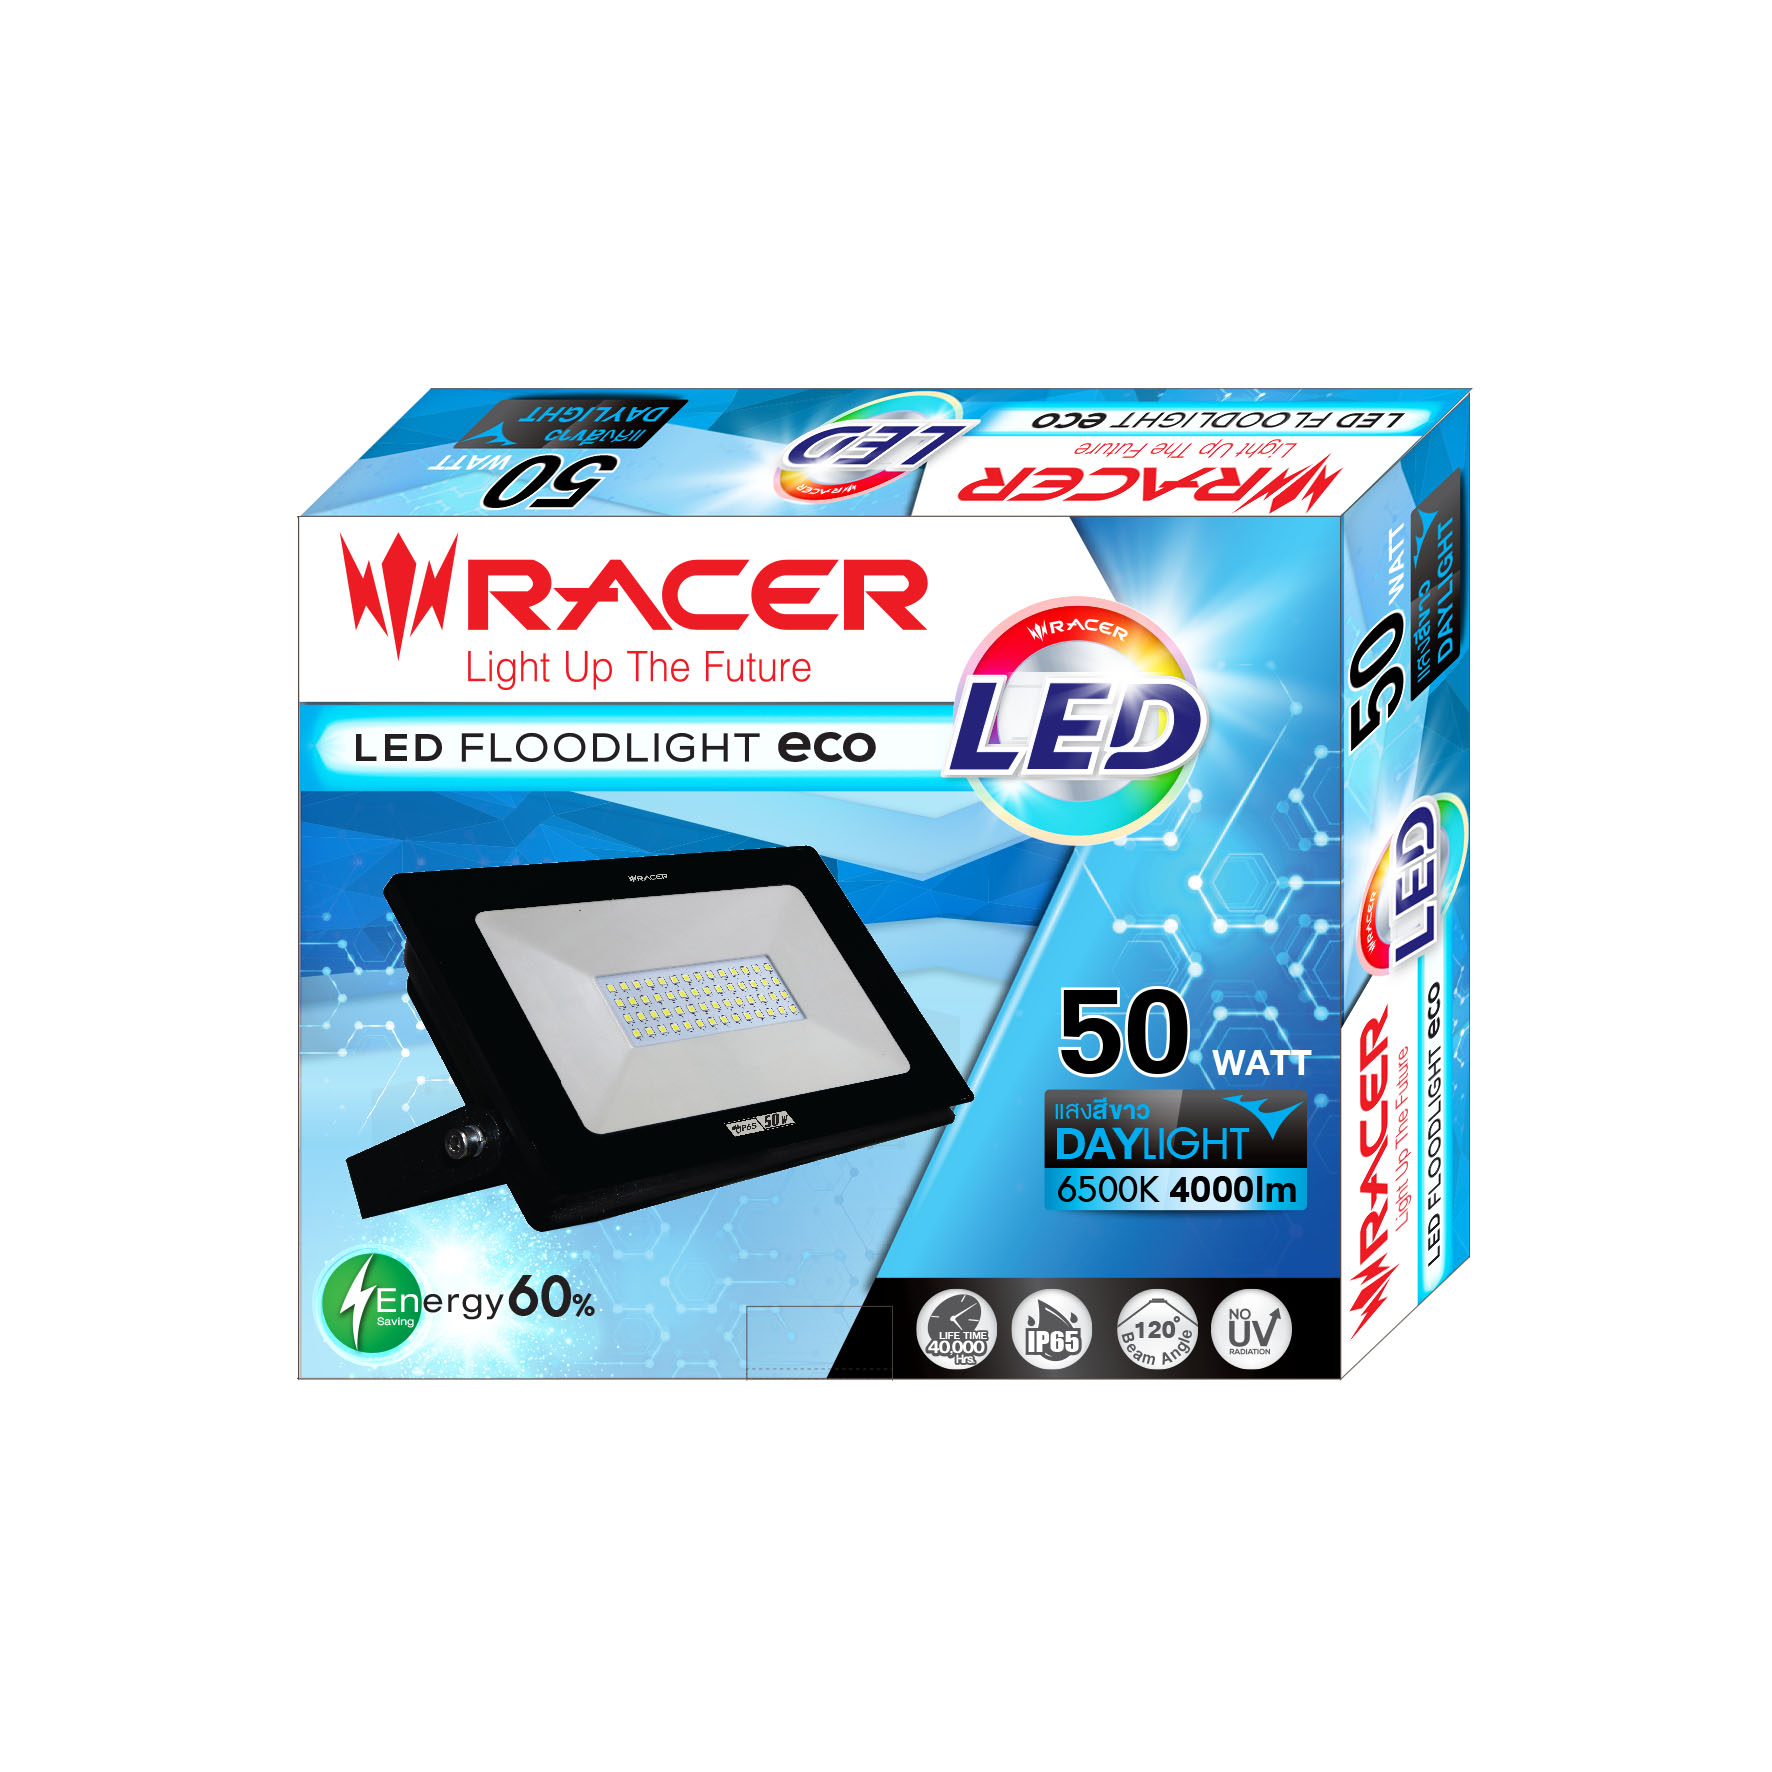 DAYLIGHT
แสงสีขาว
50 WATT
LED
RACER
LED FLOODLIGHT eco
Light Up The Future
RACER
RACER
Light Up The Future
LED FLOODLIGHT eco
RACER
LED
RACER
IP65 50W
50 WATT
แสงสีขาว
DAYLIGHT
6500K 4000lm
Energy 60%
Saving
LIFE TIME
40,000
Hrs.
IP65
120°
Beam Angle
NO
UV
RADIATION
50 WATT
แสงสีขาว
DAYLIGHT
LED
RACER
RACER
Light Up The Future
LED FLOODLIGHT eco